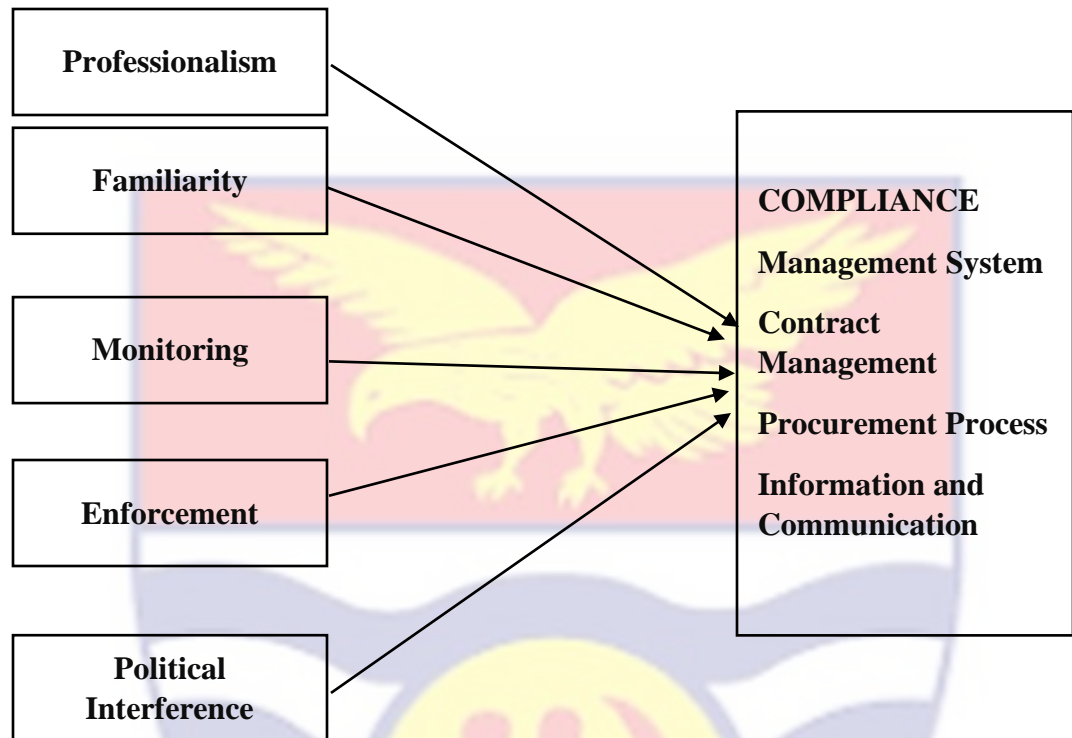 Professionalism
Familiarity
Monitoring
Enforcement
Political
Interference
COMPLIANCE
Management System
Contract
Management
Procurement Process
Information and
Communication